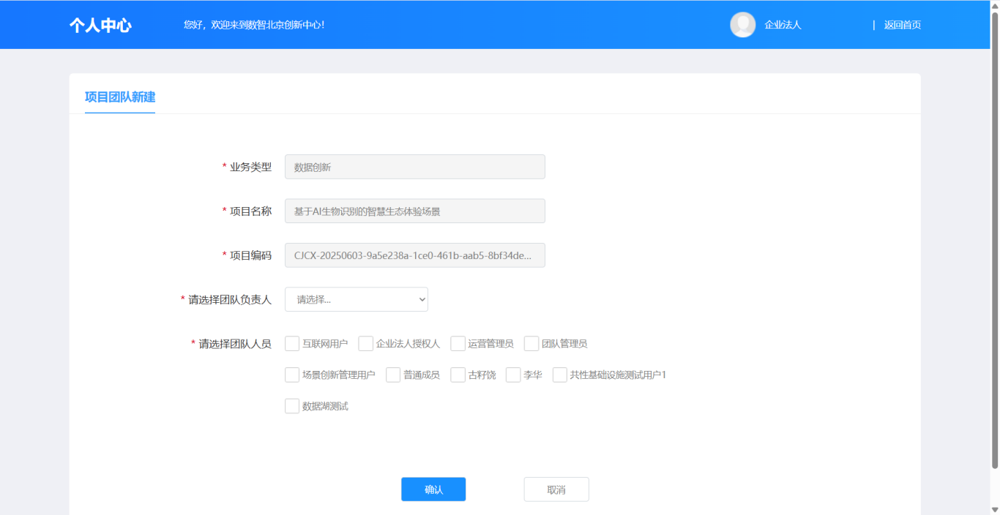 个人中心 您好，欢迎来到数智北京创新中心！ 企业法人 | 返回首页
项目团队新建
* 业务类型 数据创新
* 项目名称 基于AI生物识别的智慧生态体验场景
* 项目编码 CJCX-20250603-9a5e238a-1ce0-461b-aab5-8bf34de...
* 请选择团队负责人 请选择...
* 请选择团队人员 互联网用户 企业法人授权人 运营管理员 团队管理员
场景创新管理用户 普通成员 古籽饶 李华 共性基础设施测试用户1
数据湖测试
确认 取消